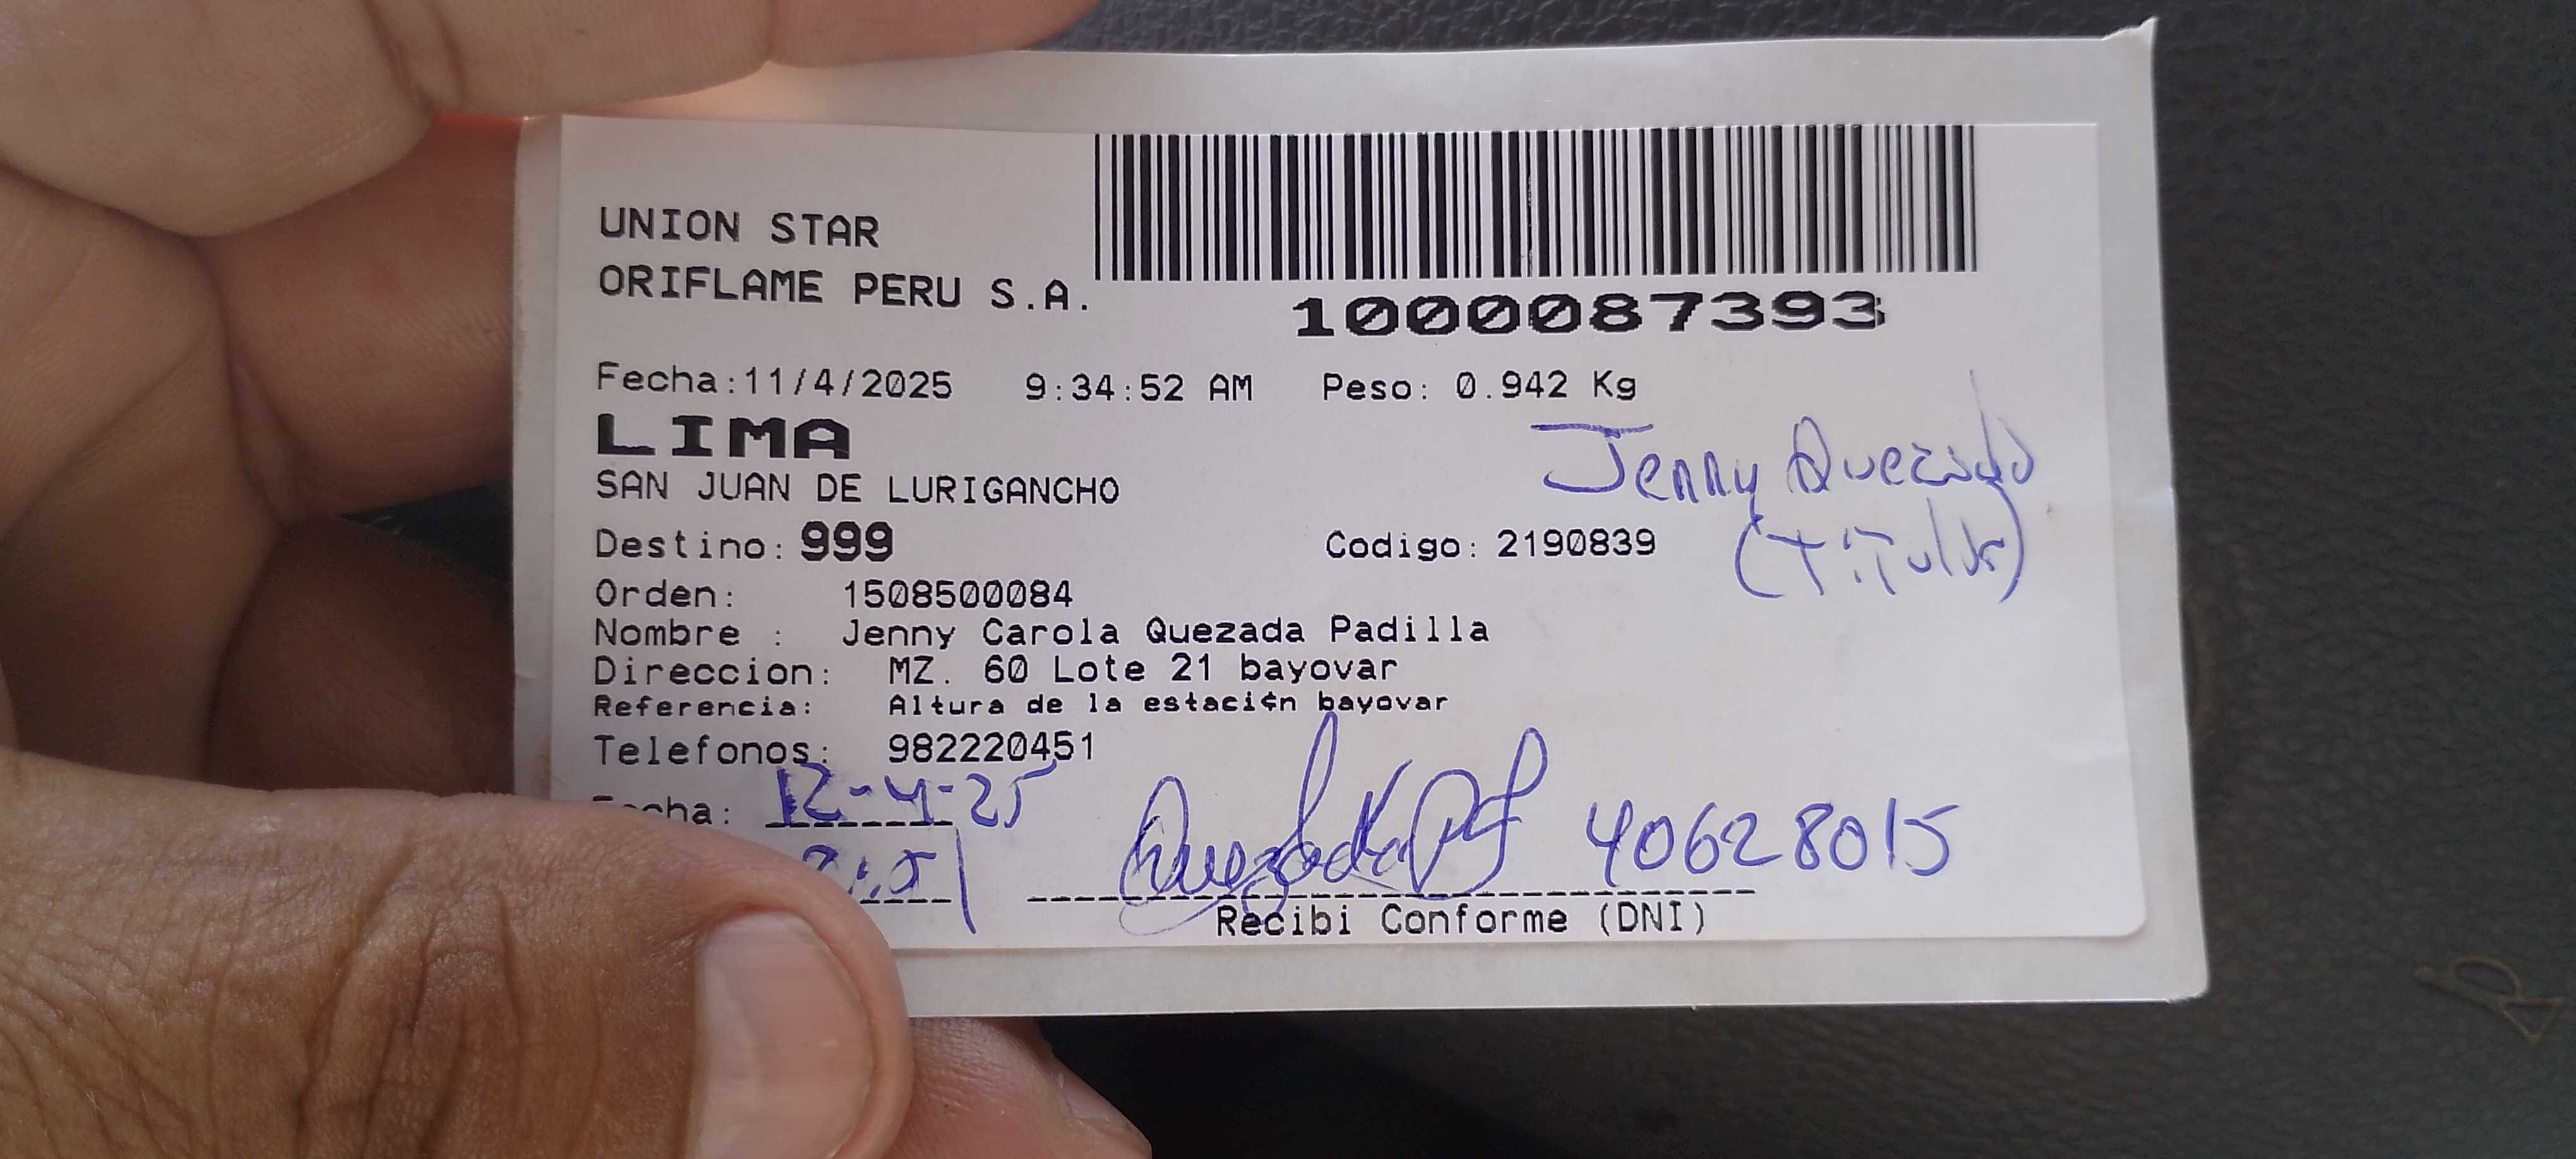 UNION STAR
ORIFLAME PERU S.A.
1000087393
Fecha:11/4/2025 9:34:52 AM Peso: 0.942 Kg
LIMA
SAN JUAN DE LURIGANCHO
Jenny Quezada
(Titular)
Destino: 999 Codigo: 2190839
Orden: 1508500084
Nombre : Jenny Carola Quezada Padilla
Direccion: MZ. 60 Lote 21 bayovar
Referencia: Altura de la estaci¢n bayovar
Telefonos: 982220451
cha: 12-4-25
Quezada 40628015
Recibi Conforme (DNI)